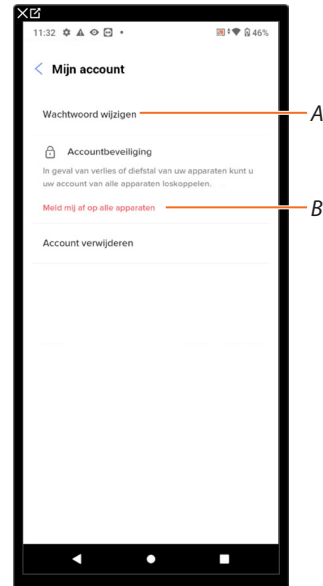 11:32
46%
Mijn account
Wachtwoord wijzigen
A
Accountbeveiliging
In geval van verlies of diefstal van uw apparaten kunt u
uw account van alle apparaten loskoppelen.
Meld mij af op alle apparaten
B
Account verwijderen